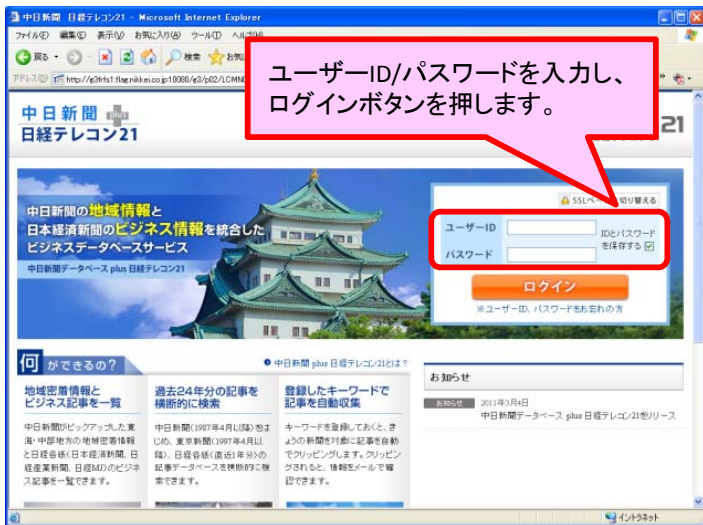 中日新聞 日経テレコン21 - Microsoft Internet Explorer
ファイル(F) 編集(E) 表示(V) お気に入り(A) ツール(T) ヘルプ(H)
戻る 検索
アドレス(D)
ユーザーID/パスワードを入力し、
ログインボタンを押します。
中日新聞 plus
日経テレコン21
21
中日新聞の地域情報と
日本経済新聞のビジネス情報を統合した
ビジネスデータベースサービス
中日新聞データベース plus 日経テレコン21
切り替える
ユーザーID
パスワード
IDとパスワード
を保存する
ログイン
※ユーザーID、パスワードをお忘れの方
何ができるの?
中日新聞 plus 日経テレコン21とは?
地域密着情報と
ビジネス記事を一覧
中日新聞がピックアップした東
海・中部地方の地域密着情報
と日経各紙(日本経済新聞、日
経産業新聞、日経MJ)のビジネ
ス記事を一覧できます。
過去24年分の記事を
横断的に検索
中日新聞(1987年4月以降)をは
じめ、東京新聞(1997年4月以
降)、日経各紙(直近1年分)の
記事データベースを横断的に検
索できます。
登録したキーワードで
記事を自動収集
キーワードを登録しておくと、き
ょうの新聞を対象に記事を自動
でクリッピングします。クリッピン
グされると、情報をメールで確
認できます。
お知らせ
お知らせ 2011年3月4日
中日新聞データベース plus 日経テレコン21をリリース
イントラネット